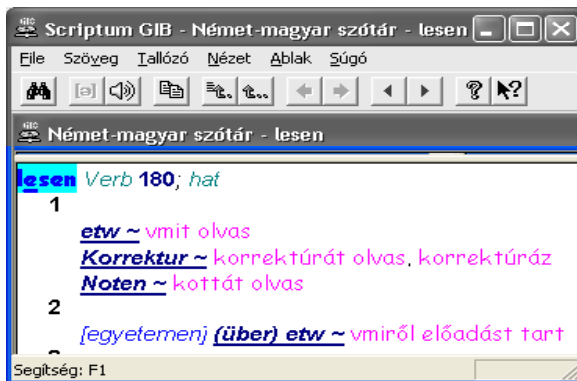 Scriptum GIB - Német-magyar szótár - lesen
File Szöveg Tallózó Nézet Ablak Súgó
Német-magyar szótár - lesen
lesen Verb 180; hat
1
etw ~ vmit olvas
Korrektur ~ korrektúrát olvas, korrektúráz
Noten ~ kottát olvas
2
[egyetemen] (über) etw ~ vmiről előadást tart
Segítség: F1